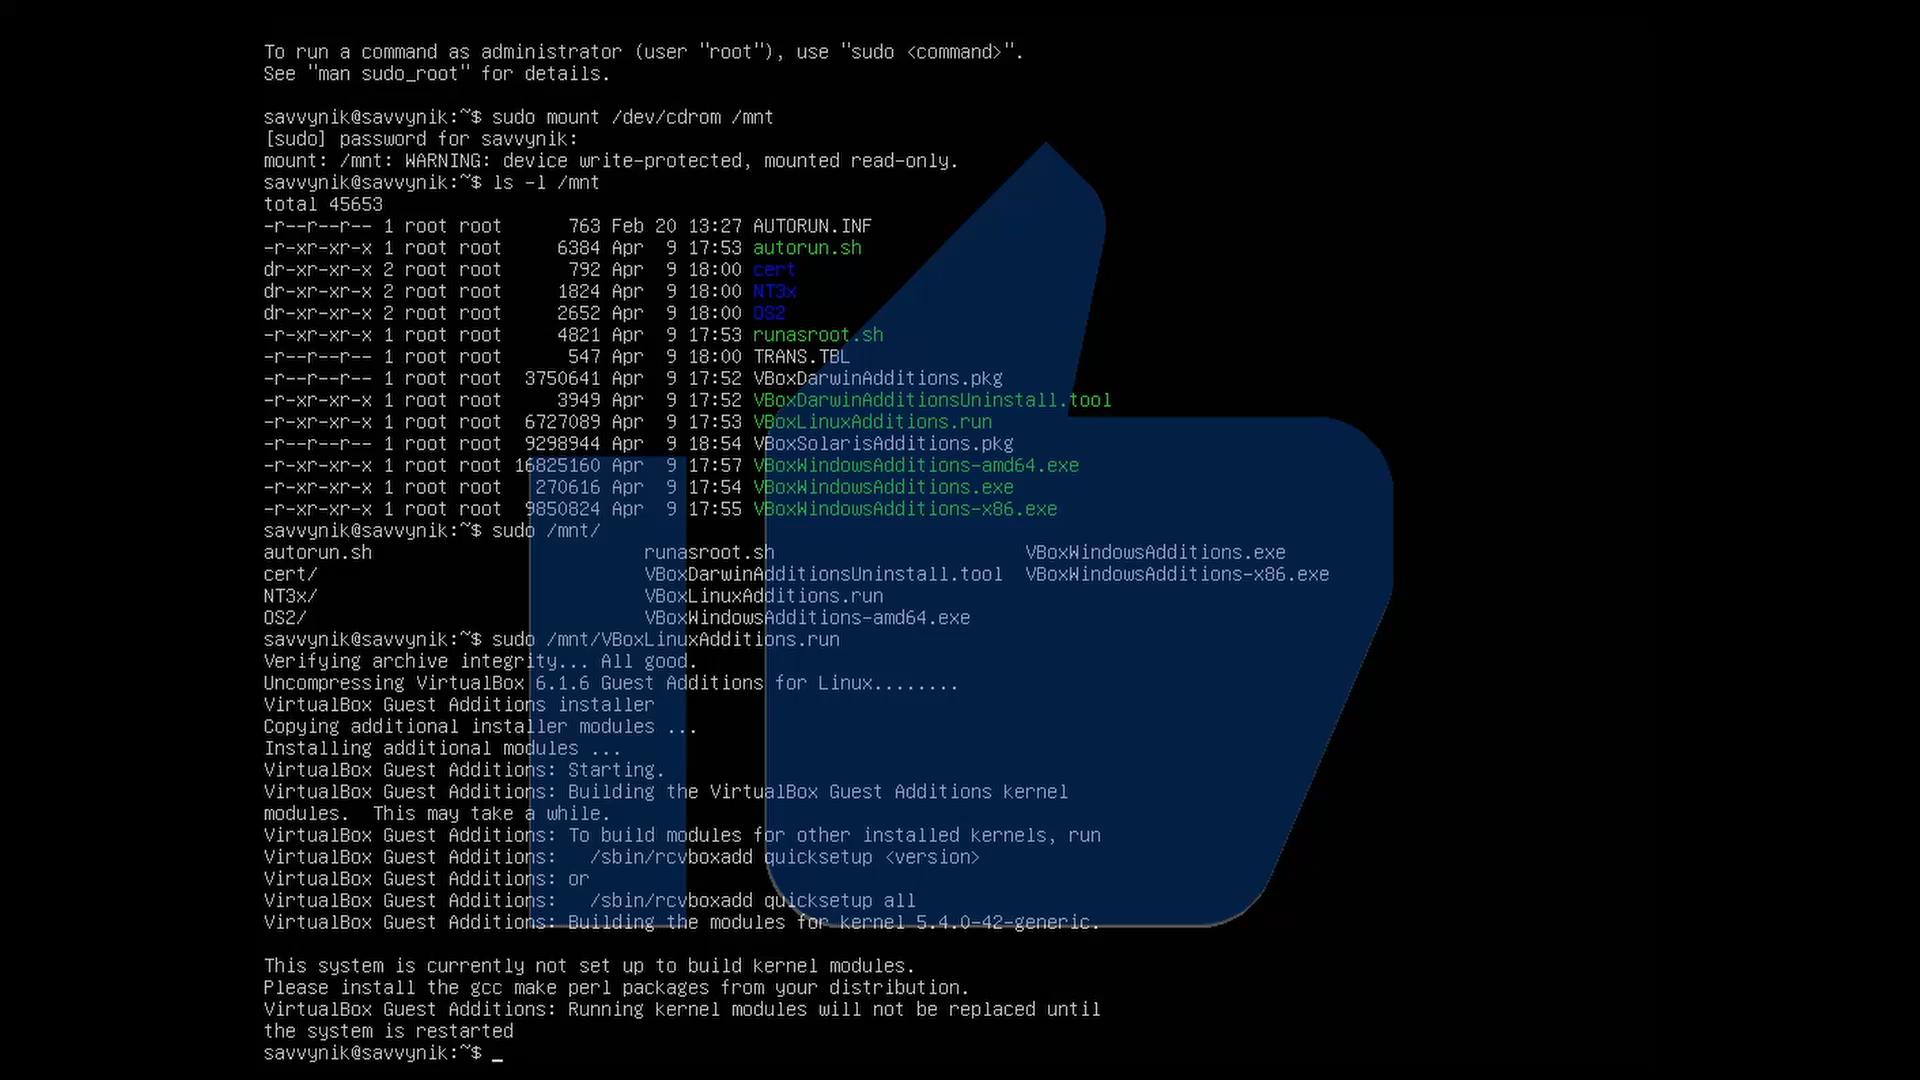 To run a command as administrator (user "root"), use "sudo <command>".
See "man sudo_root" for details.
savvynik@savvynik:~$ sudo mount /dev/cdrom /mnt
[sudo] password for savvynik:
mount: /mnt: WARNING: device write-protected, mounted read-only.
savvynik@savvynik:~$ ls -l /mnt
total 45653
-r--r--r-- 1 root root      763 Feb 20 13:27 AUTORUN.INF
-r-xr-xr-x 1 root root     6384 Apr  9 17:53 autorun.sh
dr-xr-xr-x 2 root root      792 Apr  9 18:00 cert
dr-xr-xr-x 2 root root     1824 Apr  9 18:00 NT3x
dr-xr-xr-x 2 root root     2652 Apr  9 18:00 OS2
-r-xr-xr-x 1 root root     4821 Apr  9 17:53 runasroot.sh
-r--r--r-- 1 root root      547 Apr  9 18:00 TRANS.TBL
-r--r--r-- 1 root root  3750641 Apr  9 17:52 VBoxDarwinAdditions.pkg
-r-xr-xr-x 1 root root     3949 Apr  9 17:52 VBoxDarwinAdditionsUninstall.tool
-r-xr-xr-x 1 root root  6727089 Apr  9 17:53 VBoxLinuxAdditions.run
-r--r--r-- 1 root root  9298944 Apr  9 18:54 VBoxSolarisAdditions.pkg
-r-xr-xr-x 1 root root 16825160 Apr  9 17:57 VBoxWindowsAdditions-amd64.exe
-r-xr-xr-x 1 root root   270616 Apr  9 17:54 VBoxWindowsAdditions.exe
-r-xr-xr-x 1 root root  9850824 Apr  9 17:55 VBoxWindowsAdditions-x86.exe
savvynik@savvynik:~$ sudo /mnt/
autorun.sh runasroot.sh VBoxWindowsAdditions.exe
cert/ VBoxDarwinAdditionsUninstall.tool VBoxWindowsAdditions-x86.exe
NT3x/ VBoxLinuxAdditions.run
OS2/ VBoxWindowsAdditions-amd64.exe
savvynik@savvynik:~$ sudo /mnt/VBoxLinuxAdditions.run
Verifying archive integrity... All good.
Uncompressing VirtualBox 6.1.6 Guest Additions for Linux........
VirtualBox Guest Additions installer
Copying additional installer modules ...
Installing additional modules ...
VirtualBox Guest Additions: Starting.
VirtualBox Guest Additions: Building the VirtualBox Guest Additions kernel
modules.  This may take a while.
VirtualBox Guest Additions: To build modules for other installed kernels, run
VirtualBox Guest Additions:   /sbin/rcvboxadd quicksetup <version>
VirtualBox Guest Additions: or
VirtualBox Guest Additions:   /sbin/rcvboxadd quicksetup all
VirtualBox Guest Additions: Building the modules for kernel 5.4.0-42-generic.
This system is currently not set up to build kernel modules.
Please install the gcc make perl packages from your distribution.
VirtualBox Guest Additions: Running kernel modules will not be replaced until
the system is restarted
savvynik@savvynik:~$ _